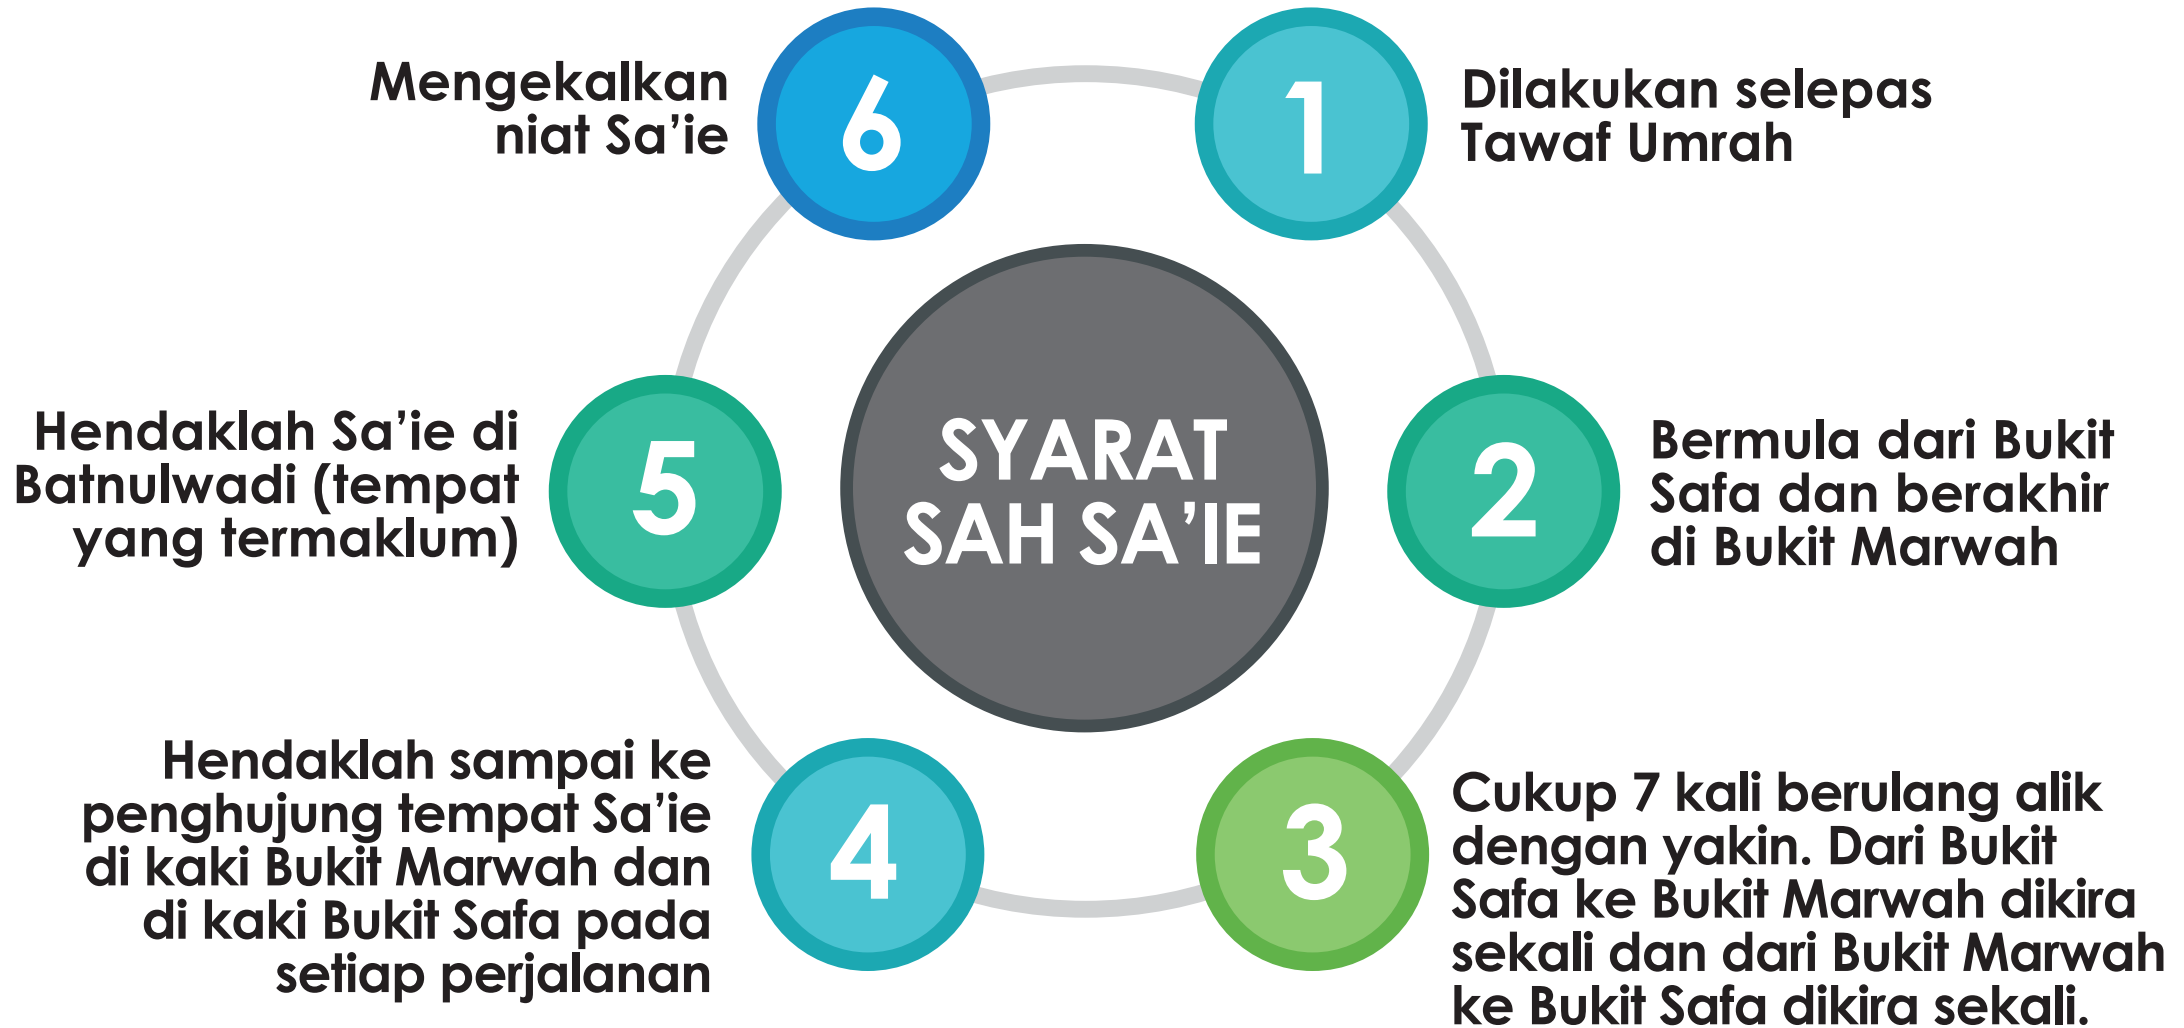 SYARAT
SAH SA’IE
1
Dilakukan selepas
Tawaf Umrah
2
Bermula dari Bukit
Safa dan berakhir
di Bukit Marwah
3
Cukup 7 kali berulang alik
dengan yakin. Dari Bukit
Safa ke Bukit Marwah dikira
sekali dan dari Bukit Marwah
ke Bukit Safa dikira sekali.
4
Hendaklah sampai ke
penghujung tempat Sa’ie
di kaki Bukit Marwah dan
di kaki Bukit Safa pada
setiap perjalanan
5
Hendaklah Sa’ie di
Batnulwadi (tempat
yang termaklum)
6
Mengekalkan
niat Sa’ie